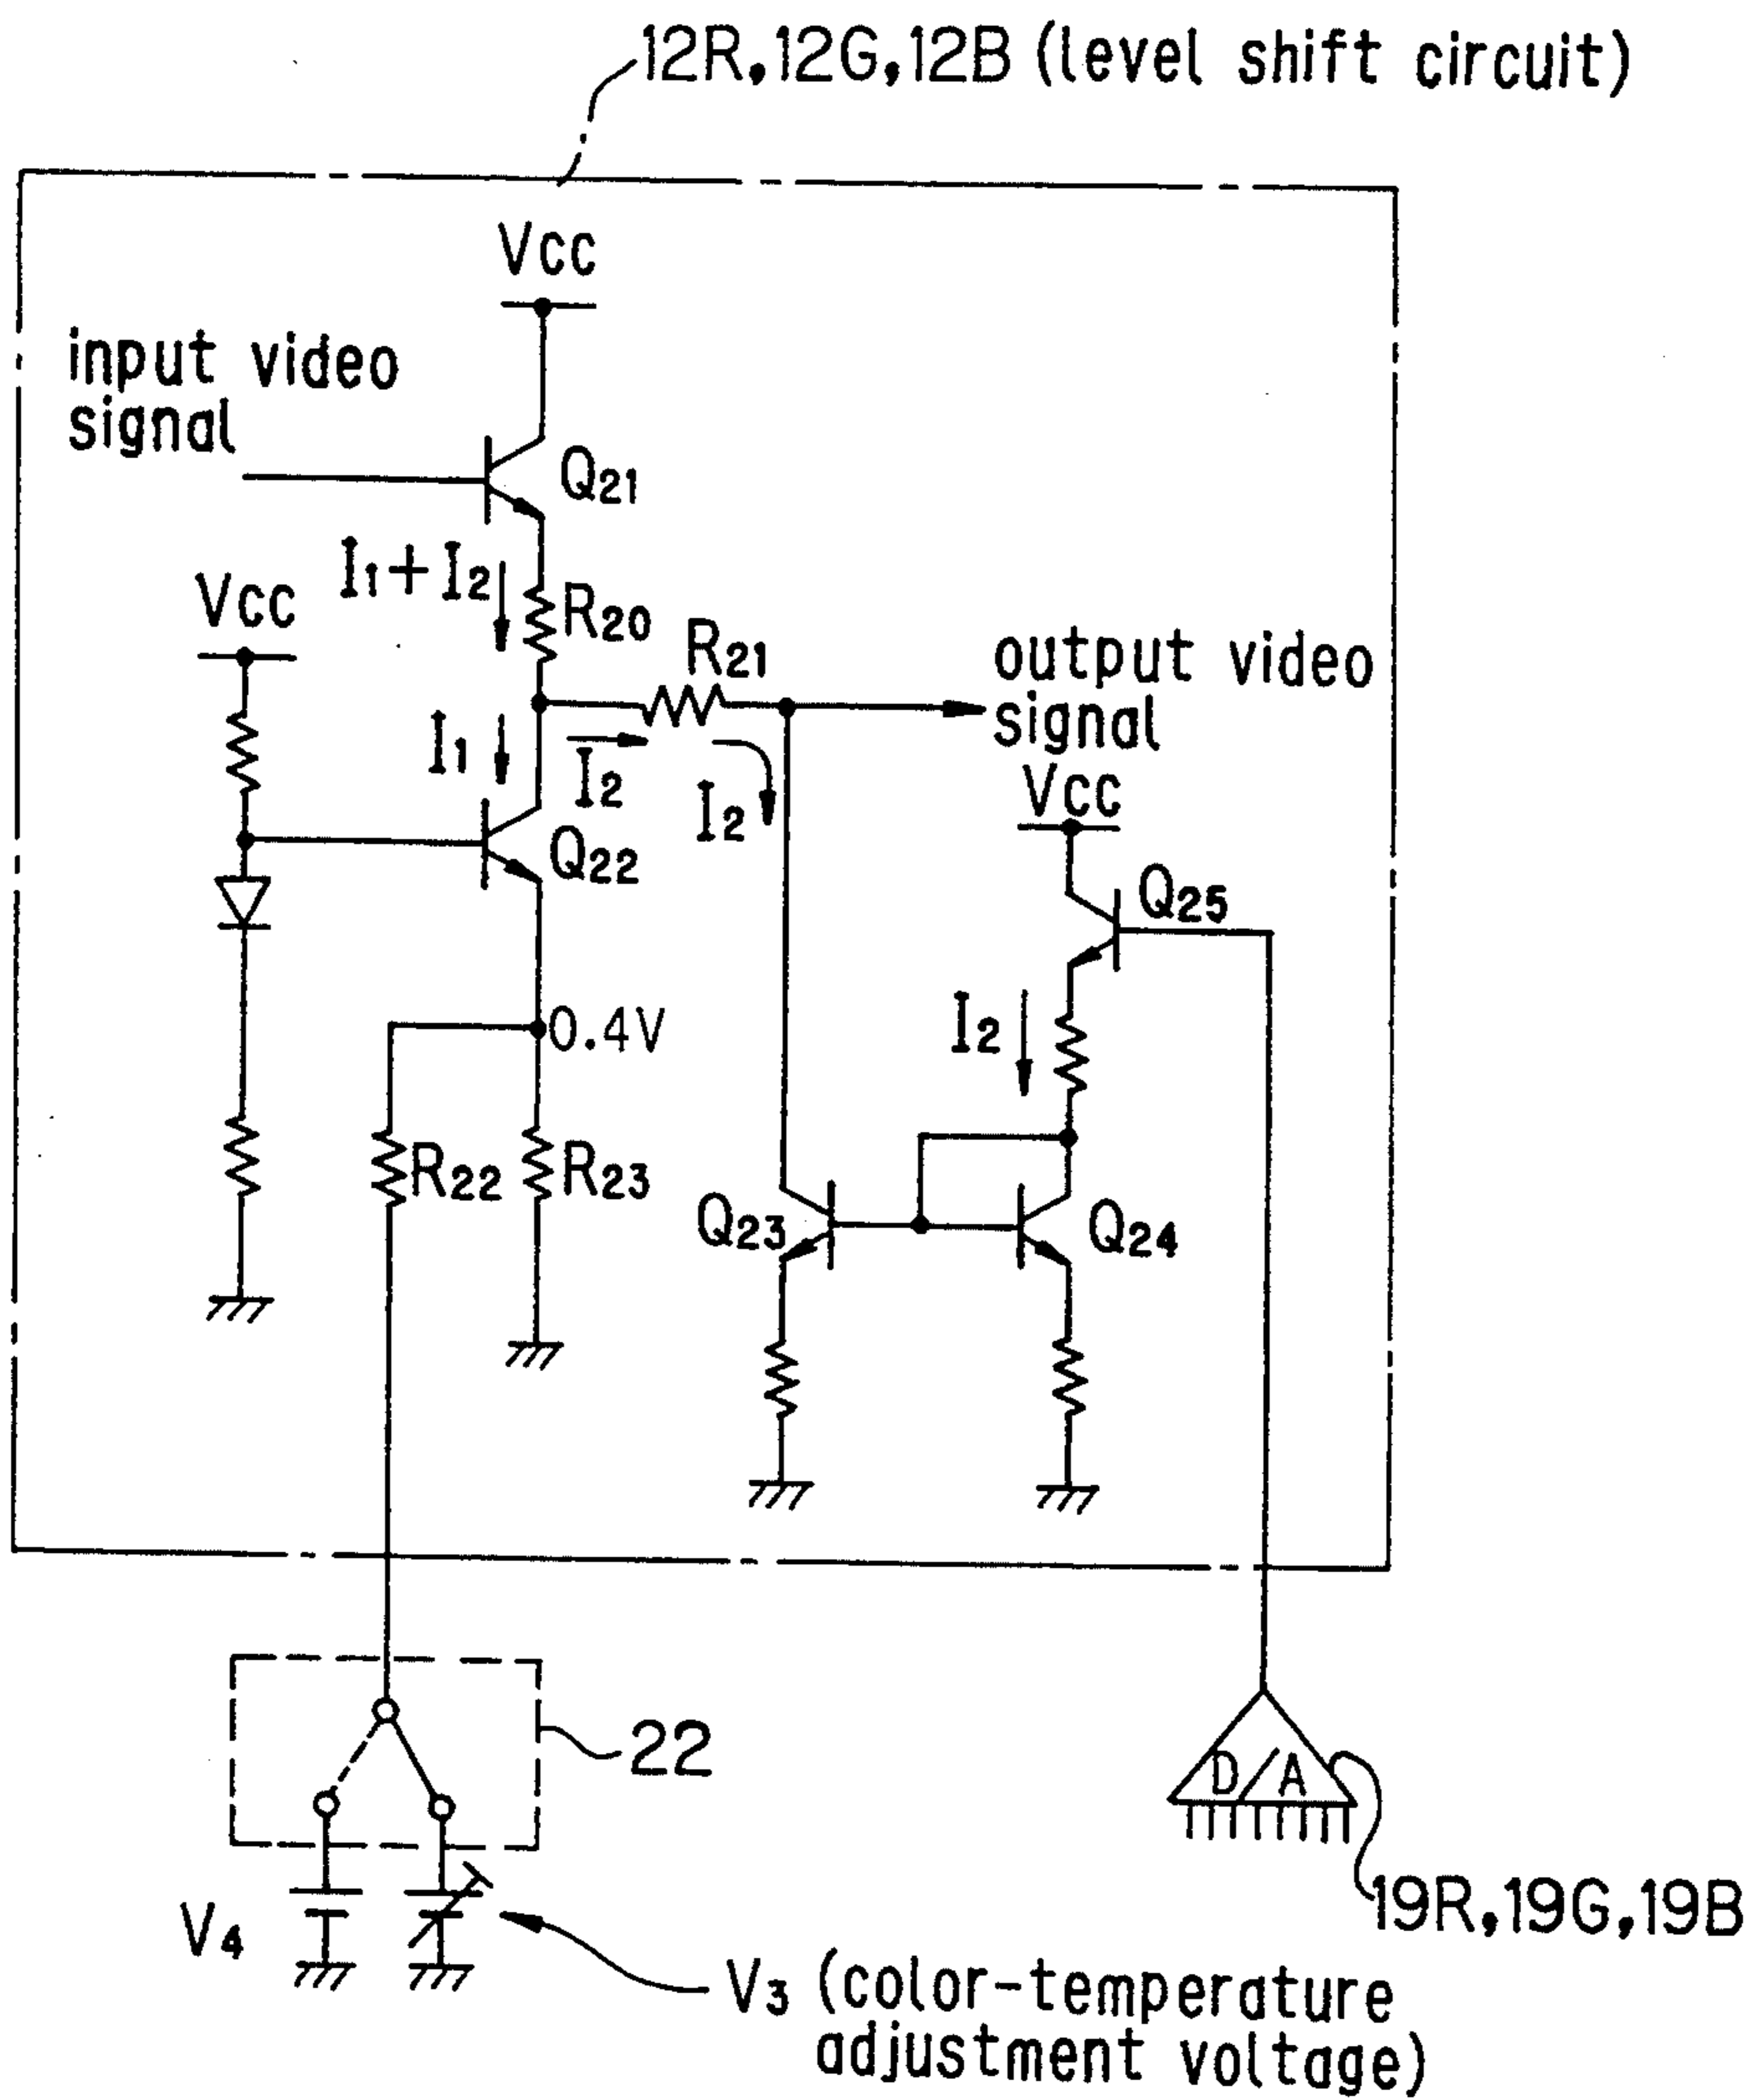 12R,12G,12B (level shift circuit)
Vcc
input video
signal
Q21
I1+I2
Vcc
R20
R21
output video
signal
I1
I2
I2
Vcc
Q22
Q25
0.4V
I2
R22
R23
Q23
Q24
22
D/A
19R,19G,19B
V4
V3 (color-temperature
adjustment voltage)